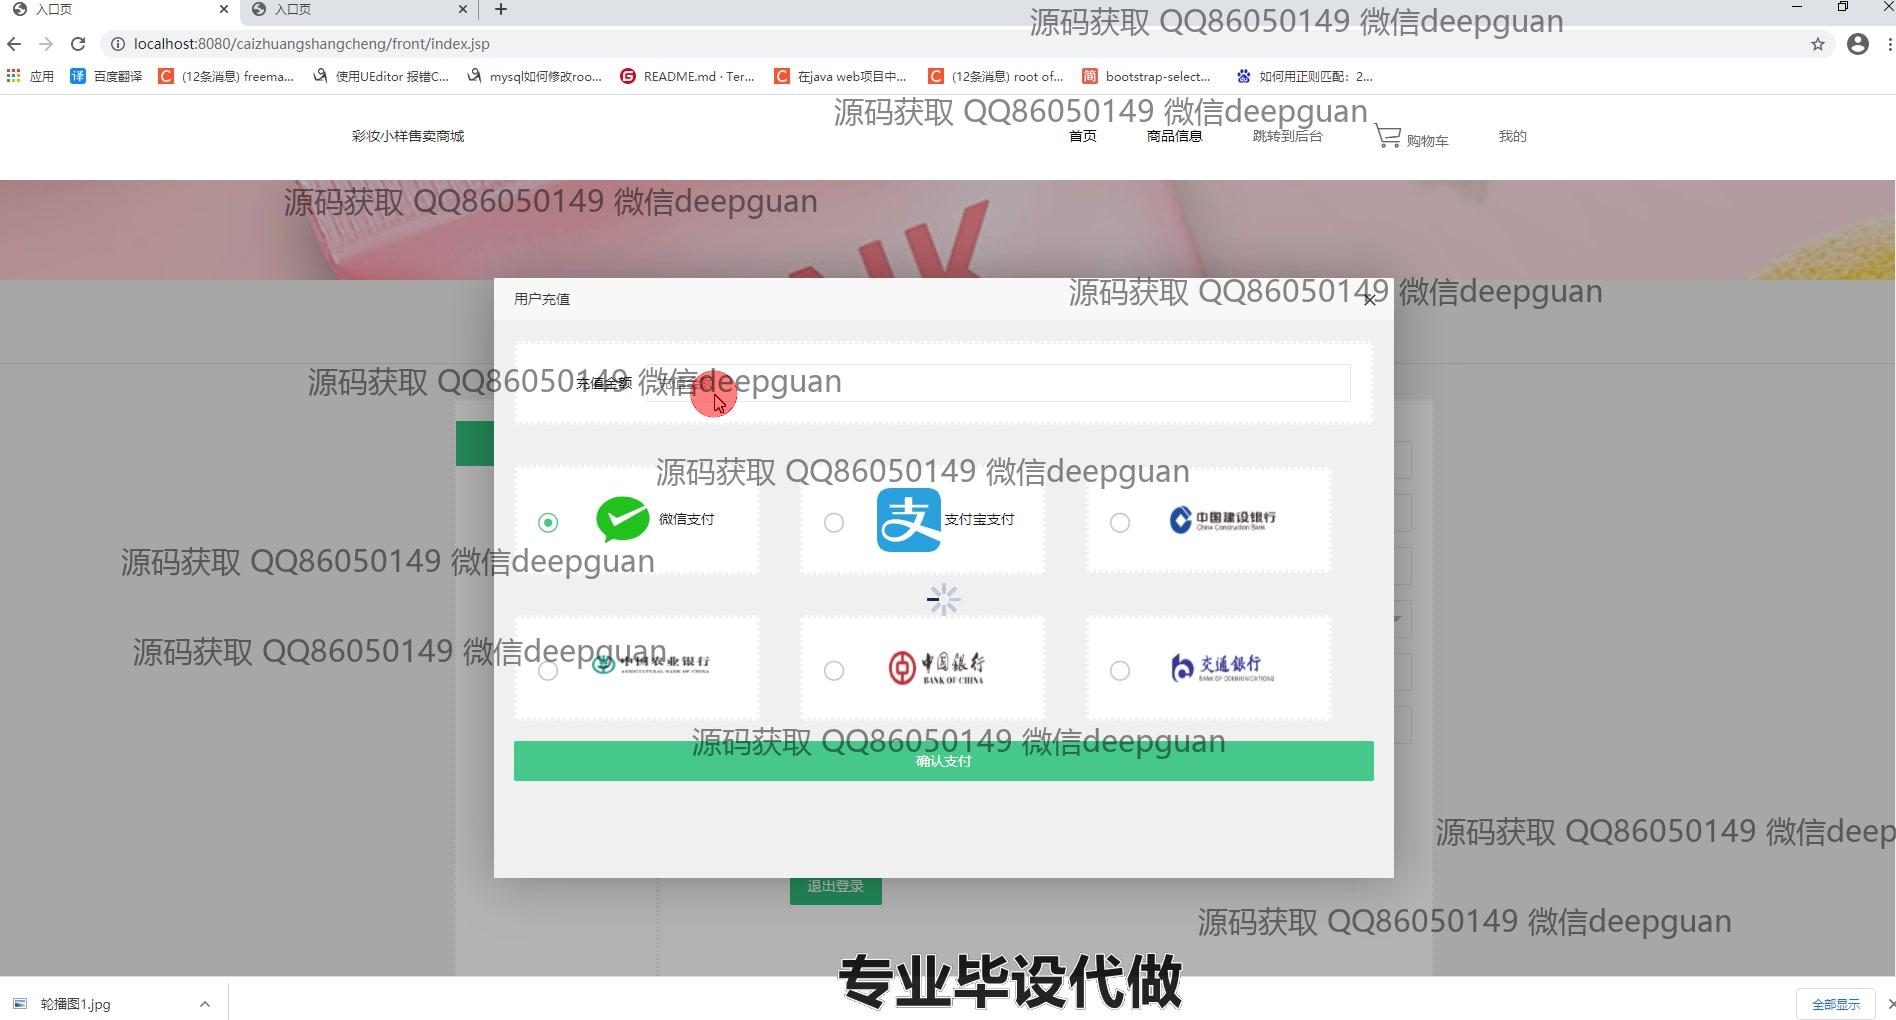 入口页
入口页
源码获取 QQ86050149 微信deepguan
localhost:8080/caizhuangshangcheng/front/index.jsp
应用
百度翻译
(12条消息) freema...
使用UEditor 报错C...
mysql如何修改roo...
README.md · Ter...
在java web项目中...
(12条消息) root of...
bootstrap-select...
如何用正则匹配：2...
源码获取 QQ86050149 微信deepguan
彩妆小样售卖商城
首页
商品信息
跳转到后台
购物车
我的
源码获取 QQ86050149 微信deepguan
NK
用户充值
源码获取 QQ86050149 微信deepguan
充值金额
充值金额
源码获取 QQ86050149 微信deepguan
源码获取 QQ86050149 微信deepguan
微信支付
支
支付宝支付
中国建设银行
China Construction Bank
源码获取 QQ86050149 微信deepguan
源码获取 QQ86050149 微信deepguan
中国农业银行
AGRICULTURAL BANK OF CHINA
中国银行
BANK OF CHINA
交通银行
BANK OF COMMUNICATIONS
源码获取 QQ86050149 微信deepguan
确认支付
源码获取 QQ86050149 微信deep
退出登录
源码获取 QQ86050149 微信deepguan
专业毕设代做
轮播图1.jpg
全部显示